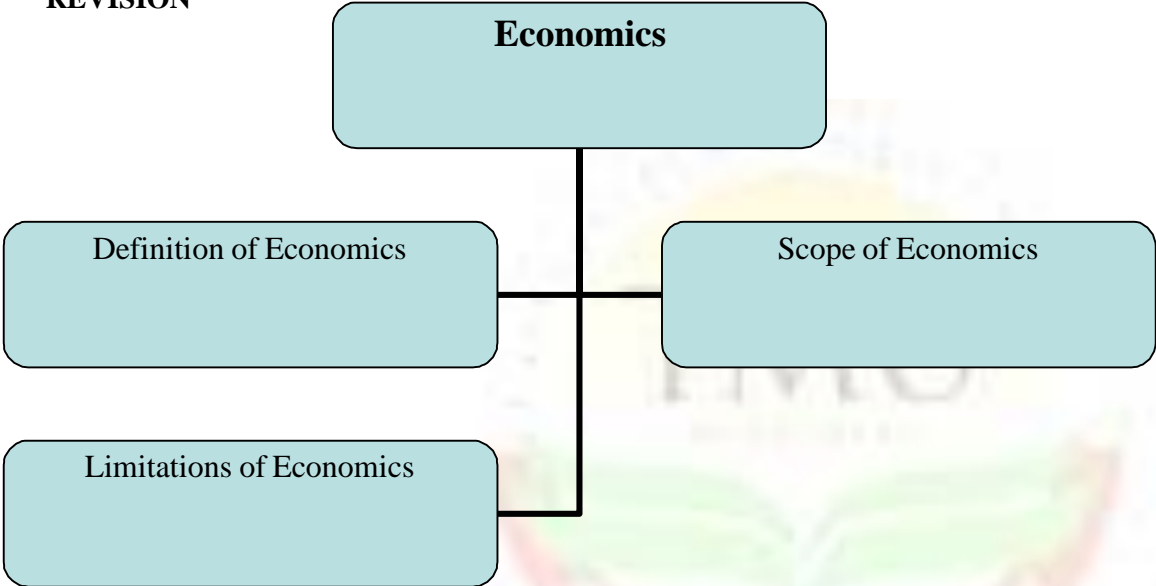 REVISION
Economics
Definition of Economics
Scope of Economics
Limitations of Economics